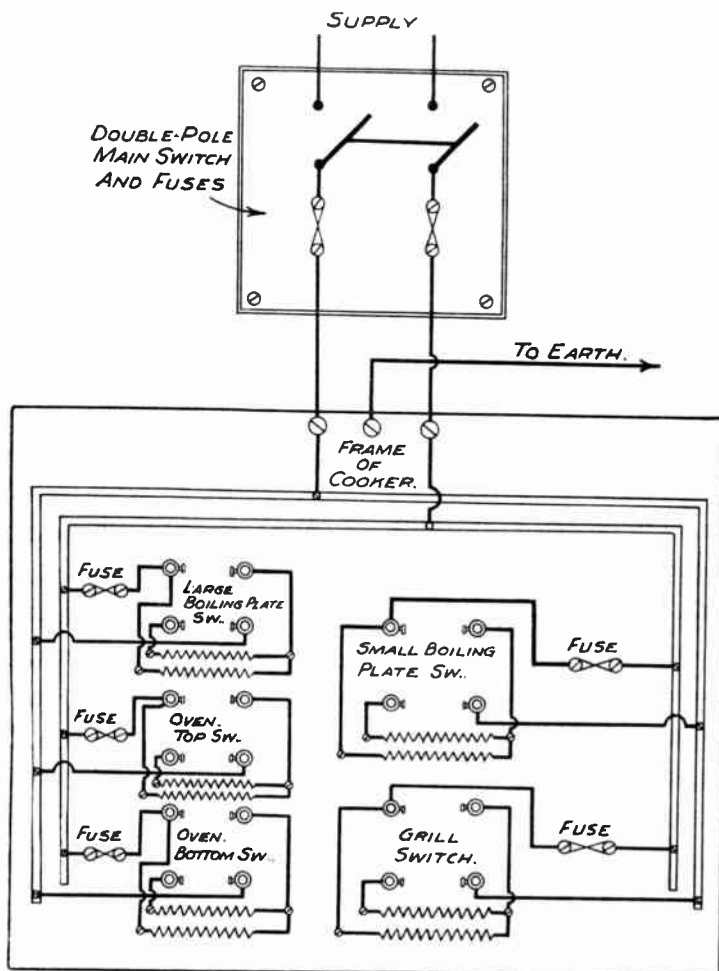 SUPPLY
DOUBLE-POLE
MAIN SWITCH
AND FUSES
TO EARTH.
FRAME
OF
COOKER.
FUSE
LARGE
BOILING PLATE
SW..
FUSE
OVEN.
TOP SW..
FUSE
OVEN.
BOTTOM SW..
SMALL BOILING
PLATE SW..
FUSE
GRILL
SWITCH.
FUSE